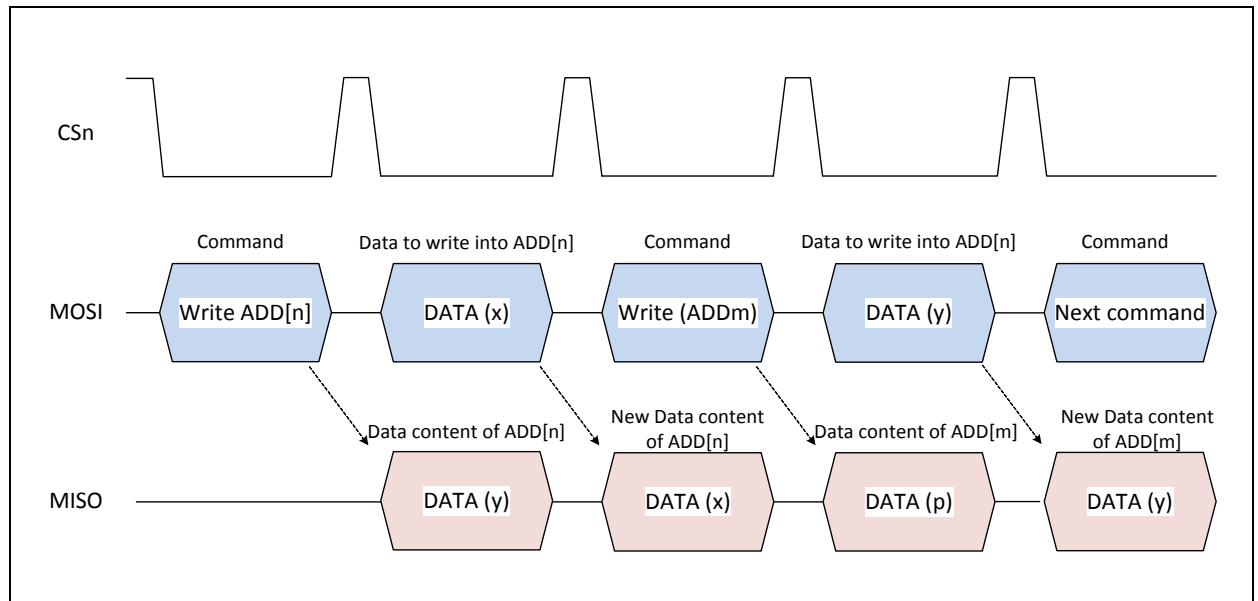 CSn
Command
Data to write into ADD[n]
Command
Data to write into ADD[n]
MOSI
Write ADD[n]
DATA (x)
Write (ADDm)
DATA (y)
Next command
Data content of ADD[n]
New Data content
of ADD[n]
Data content of ADD[m]
New Data content
of ADD[m]
MISO
DATA (y)
DATA (x)
DATA (p)
DATA (y)